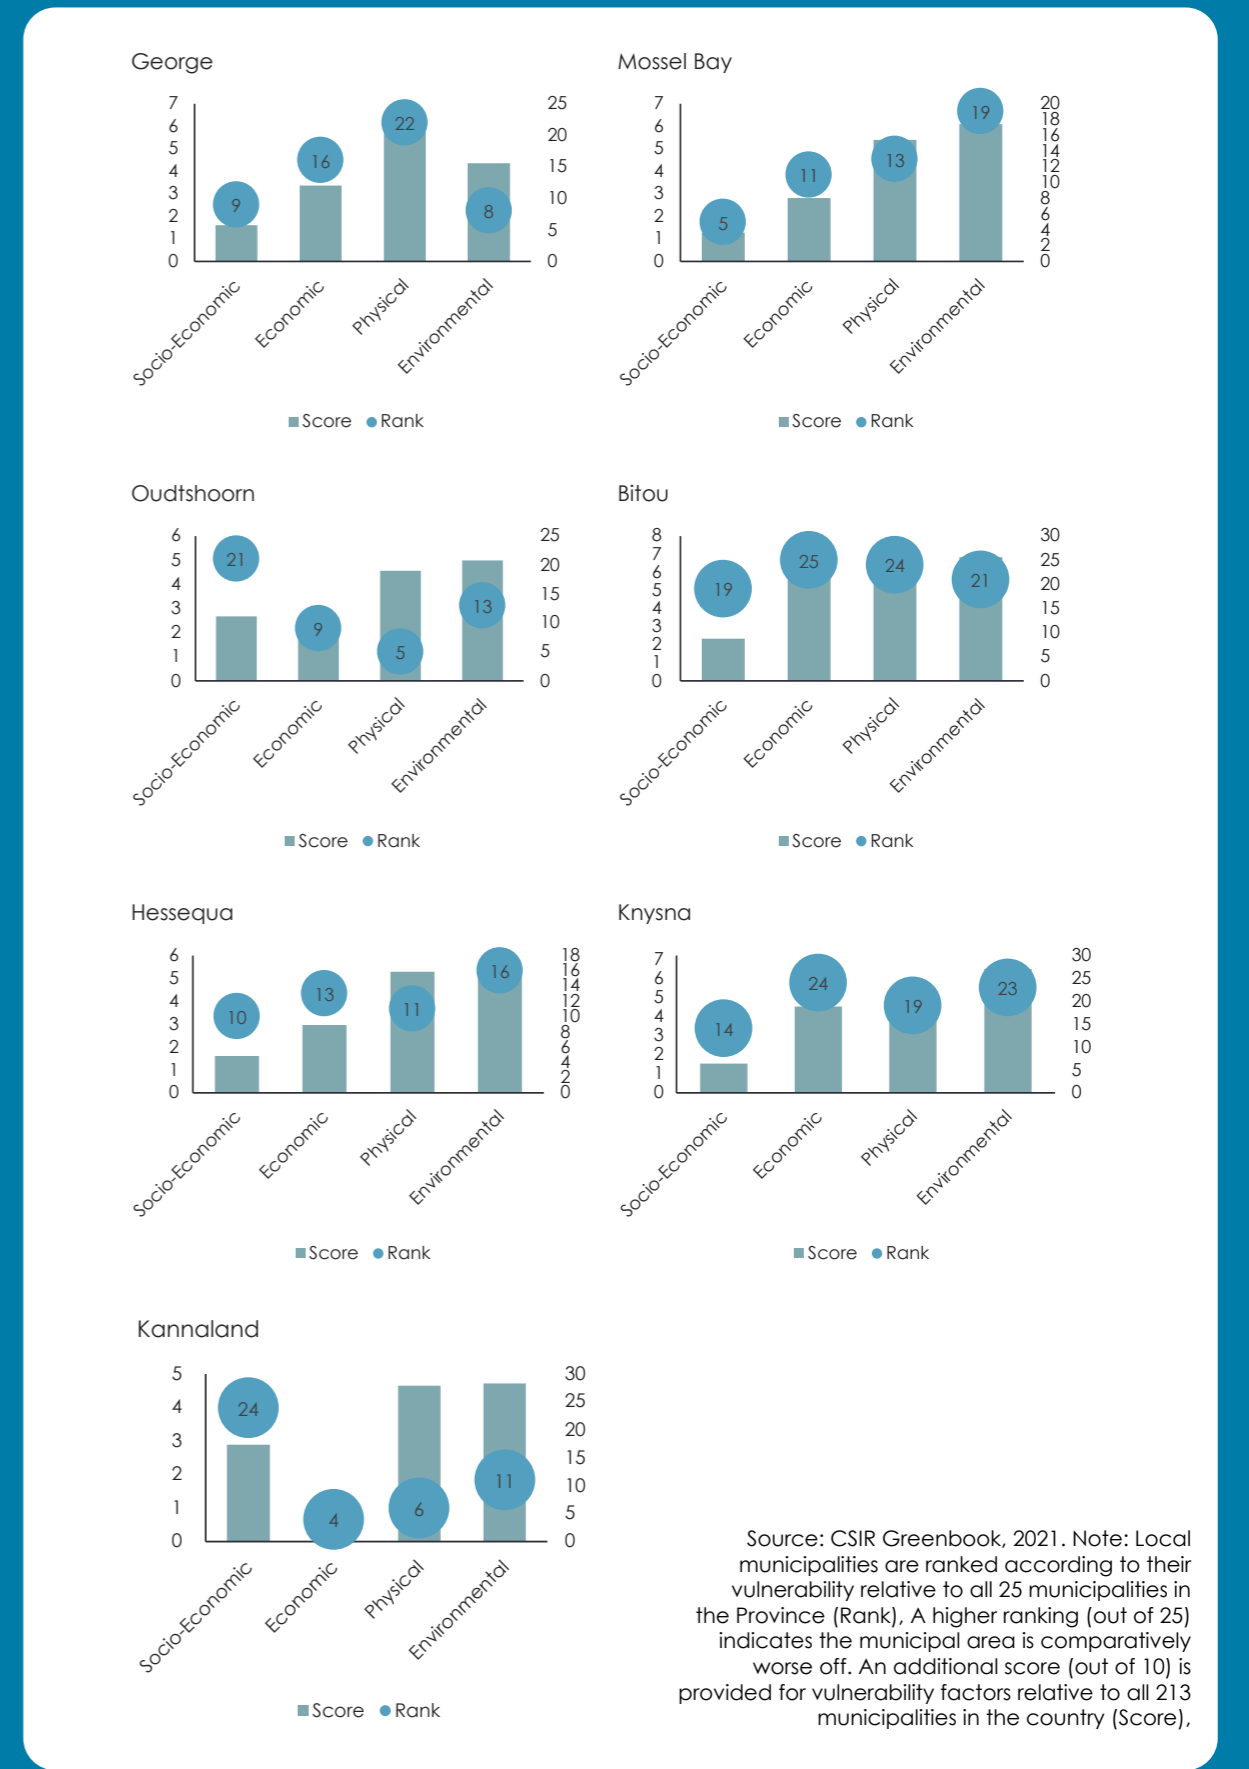 George
7
6
5
4
3
2
1
0
25
20
15
10
5
0
9
16
22
8
Socio-Economic
Economic
Physical
Environmental
Score Rank
Mossel Bay
7
6
5
4
3
2
1
0
20
18
16
14
12
10
8
6
4
2
0
5
11
13
19
Socio-Economic
Economic
Physical
Environmental
Score Rank
Oudtshoorn
6
5
4
3
2
1
0
25
20
15
10
5
0
21
9
5
13
Socio-Economic
Economic
Physical
Environmental
Score Rank
Bitou
8
7
6
5
4
3
2
1
0
30
25
20
15
10
5
0
19
25
24
21
Socio-Economic
Economic
Physical
Environmental
Score Rank
Hessequa
6
5
4
3
2
1
0
18
16
14
12
10
8
6
4
2
0
10
13
11
16
Socio-Economic
Economic
Physical
Environmental
Score Rank
Knysna
7
6
5
4
3
2
1
0
30
25
20
15
10
5
0
14
24
19
23
Socio-Economic
Economic
Physical
Environmental
Score Rank
Kannaland
5
4
3
2
1
0
30
25
20
15
10
5
0
24
4
6
11
Socio-Economic
Economic
Physical
Environmental
Score Rank
Source: CSIR Greenbook, 2021. Note: Local
municipalities are ranked according to their
vulnerability relative to all 25 municipalities in
the Province (Rank), A higher ranking (out of 25)
indicates the municipal area is comparatively
worse off. An additional score (out of 10) is
provided for vulnerability factors relative to all 213
municipalities in the country (Score),